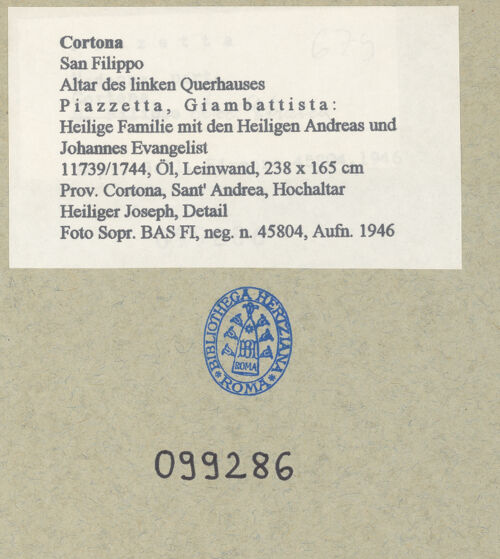 Cortona
San Filippo
Altar des linken Querhauses
Piazzetta, Giambattista:
Heilige Familie mit den Heiligen Andreas und
Johannes Evangelist
11739/1744, Öl, Leinwand, 238 x 165 cm
Prov. Cortona, Sant' Andrea, Hochaltar
Heiliger Joseph, Detail
Foto Sopr. BAS FI, neg. n. 45804, Aufn. 1946
BIBLIOTHECA HERTZIANA
BH
ROMA
ROMA
099286